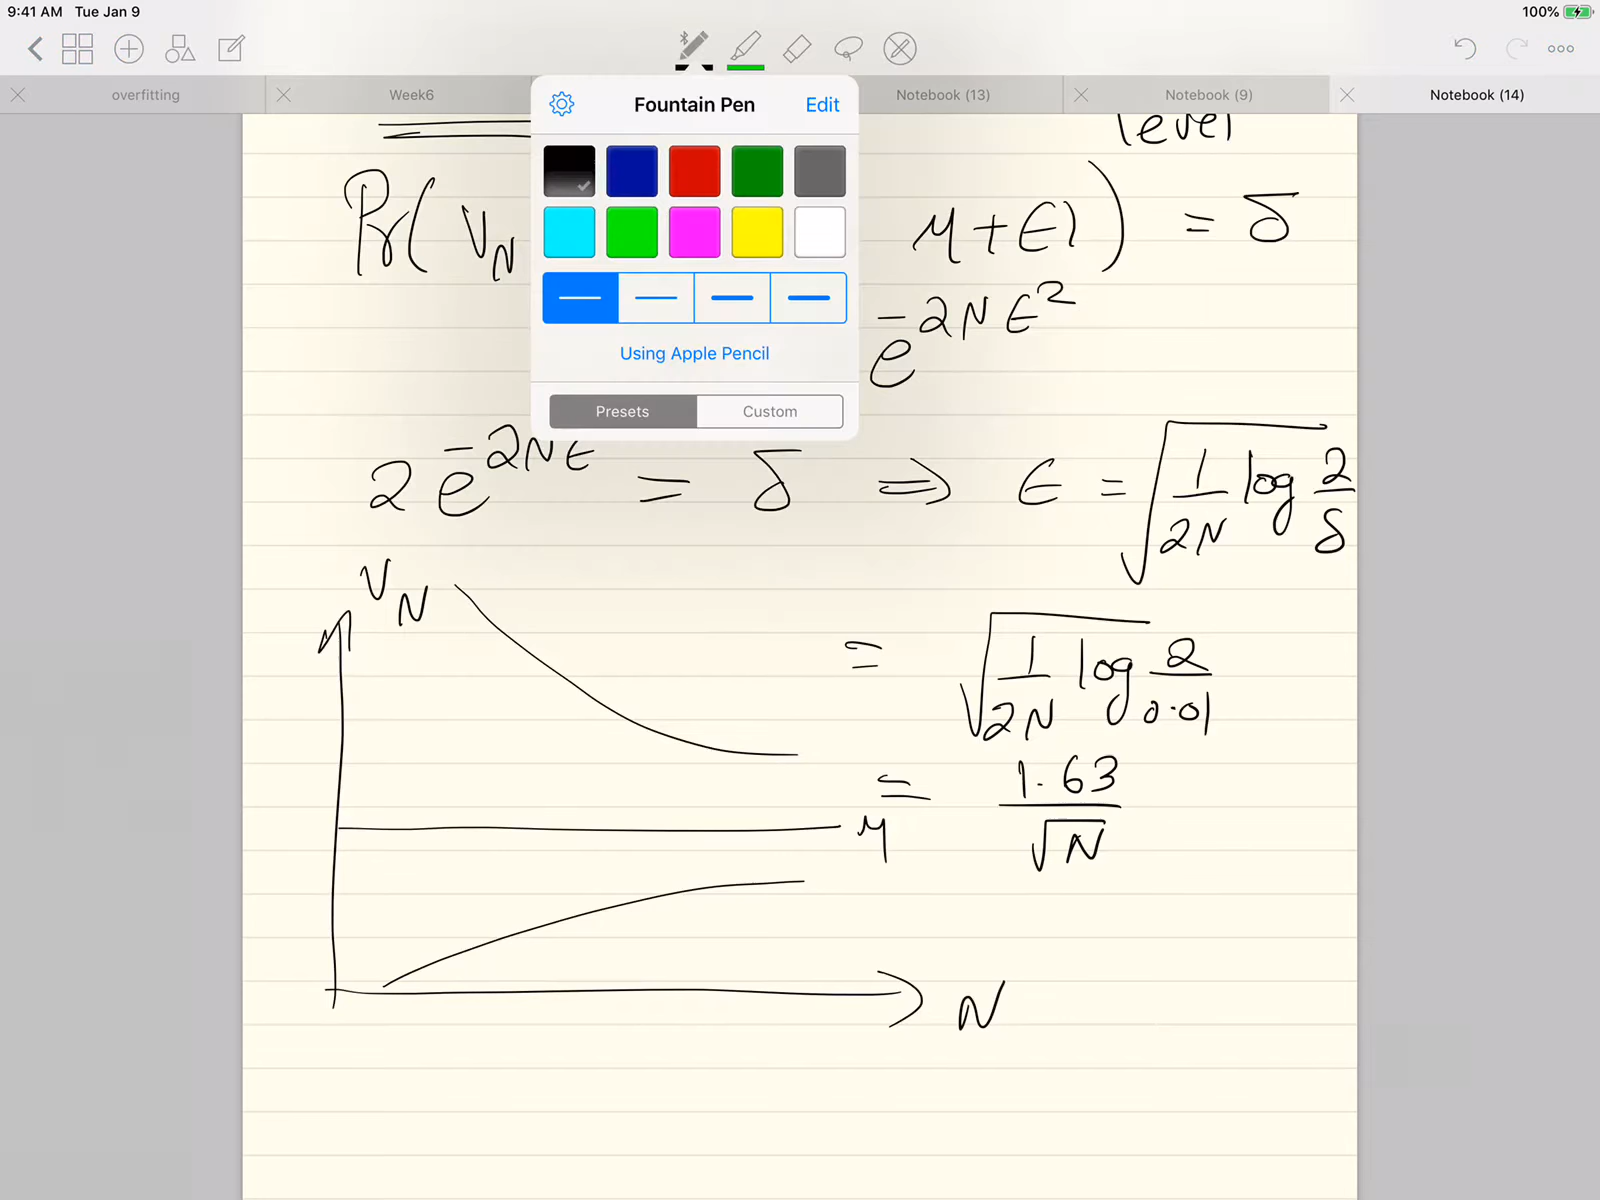 9:41 AM Tue Jan 9 100%
overfitting Week6 Notebook (13) Notebook (9) Notebook (14)
Fountain Pen Edit
level
Pr( V_N μ+ε] ) = δ
e^-2Nε²
Using Apple Pencil
Presets Custom
2 e^-2Nε = δ ⇒ ε = √(1/2N log 2/δ)
V_N
= √(1/2N log 2/0.01)
= 1.63/√N
μ
N